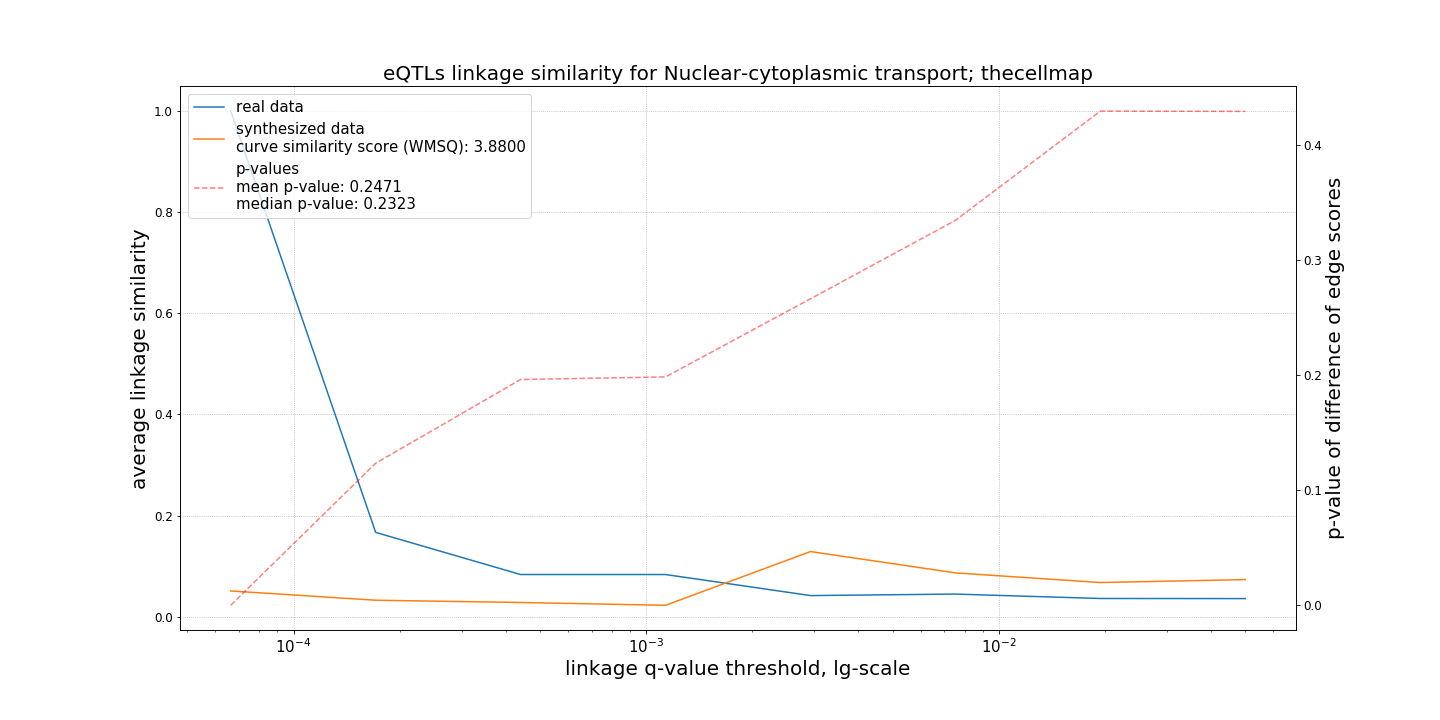 eQTLs linkage similarity for Nuclear-cytoplasmic transport; thecellmap
real data
synthesized data
curve similarity score (WMSQ): 3.8800
p-values
mean p-value: 0.2471
median p-value: 0.2323
average linkage similarity
1.0
0.8
0.6
0.4
0.2
0.0
0.4
0.3
0.2
0.1
0.0
p-value of difference of edge scores
10⁻⁴
10⁻³
10⁻²
linkage q-value threshold, lg-scale